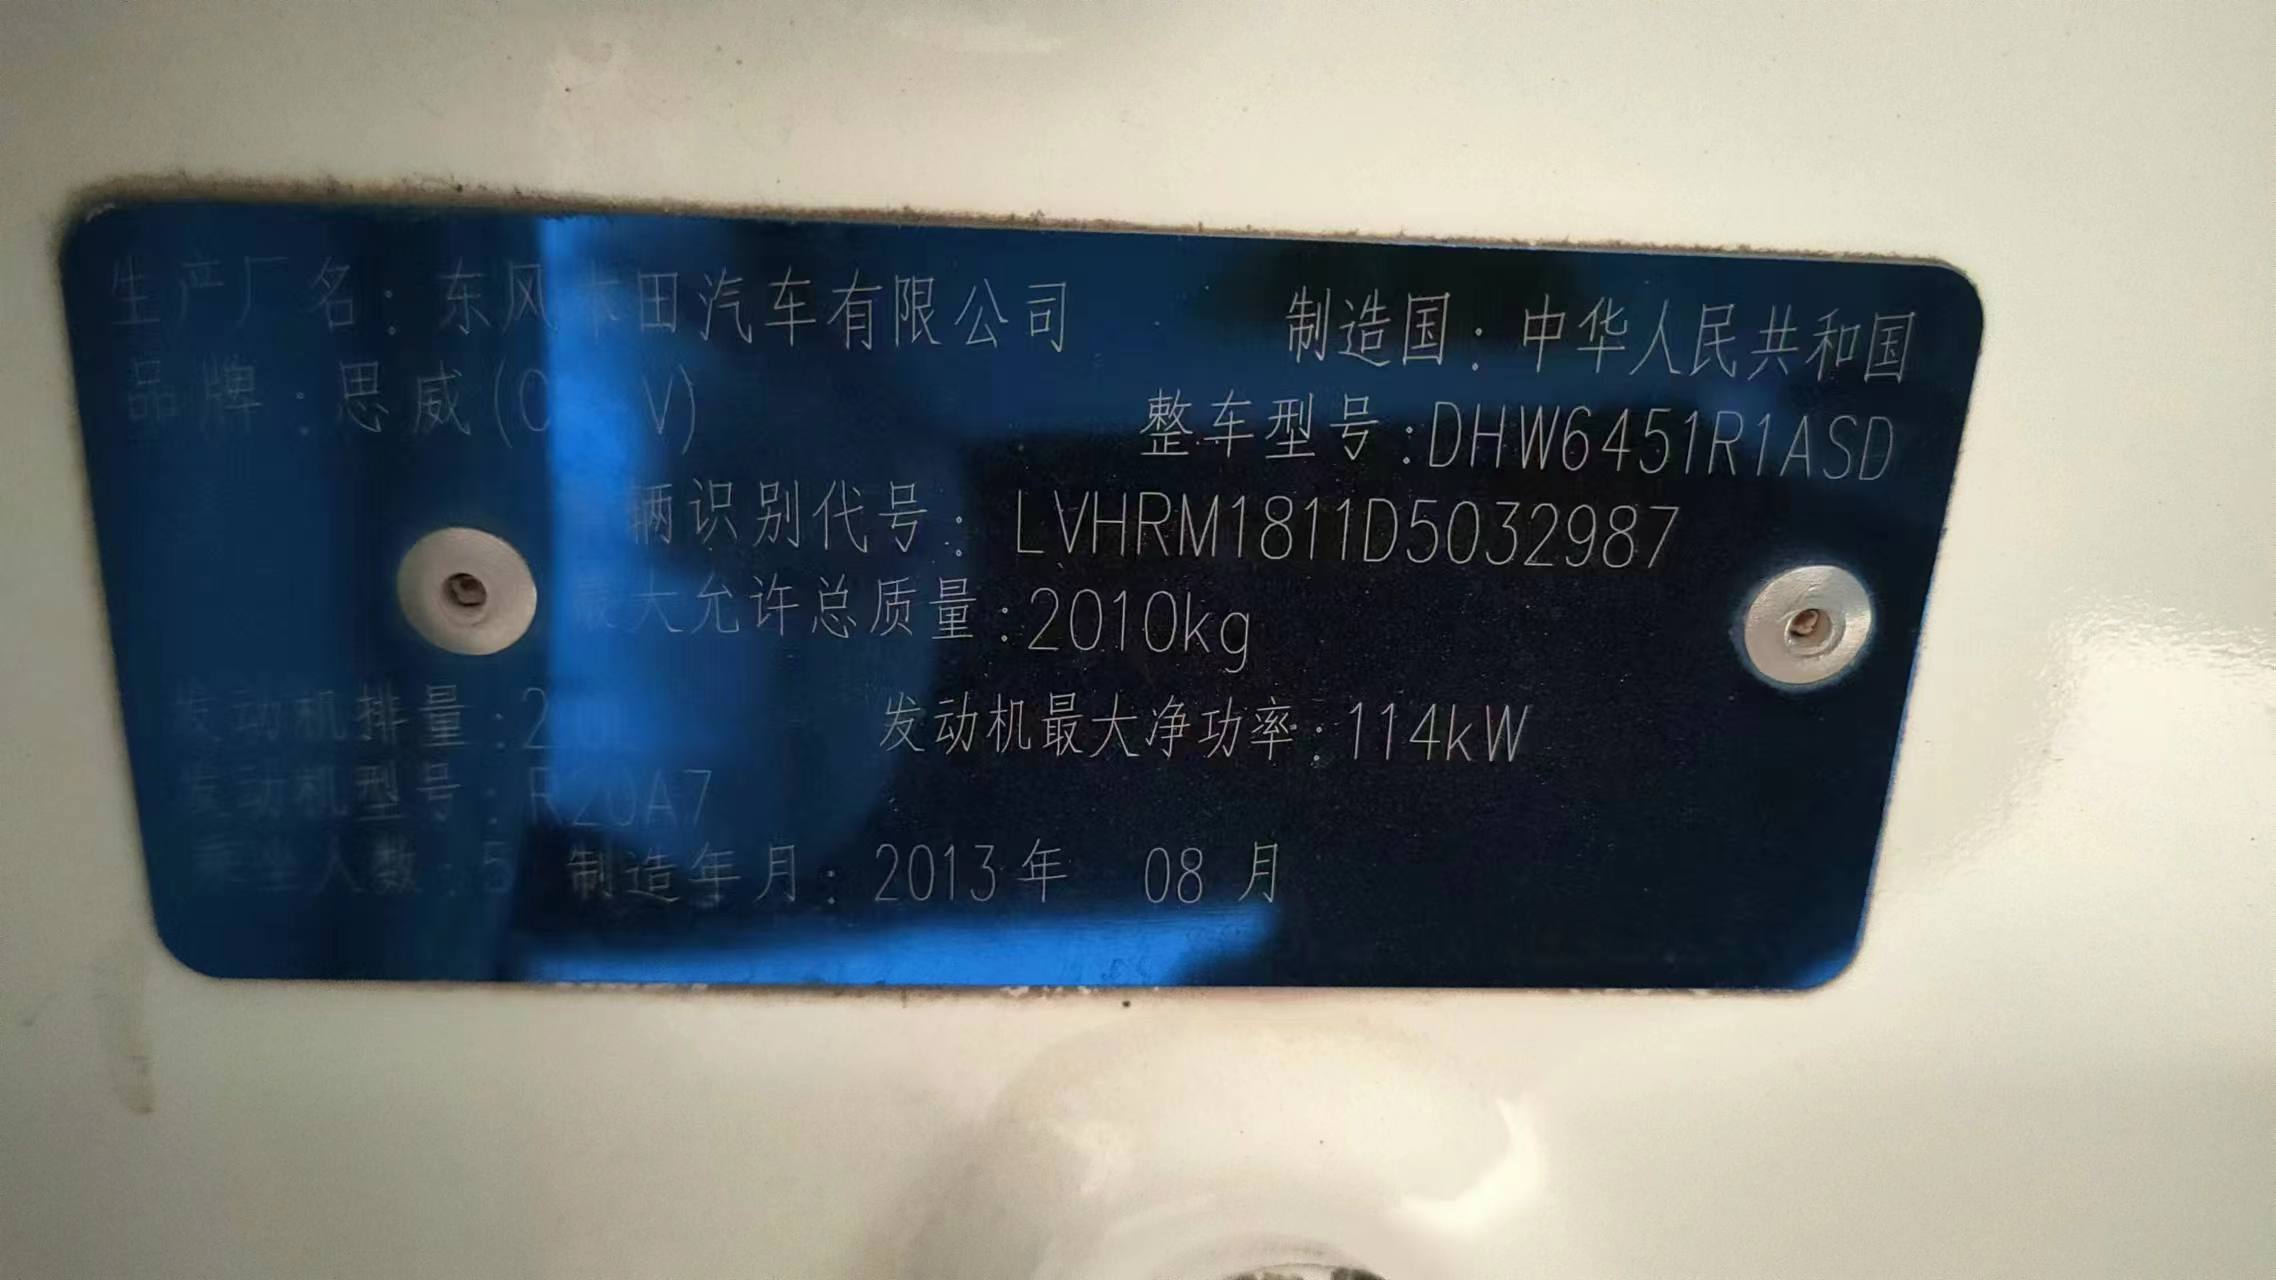 生产厂名：东风本田汽车有限公司 制造国：中华人民共和国
品牌：思威( V) 整车型号:DHW6451R1ASD
辆识别代号：LVHRM1811D5032987
最大允许总质量:2010kg
发动机排量:2.0L 发动机最大净功率:114kW
发动机型号:R20A7
乘坐人数:5 制造年月：2013年 08 月